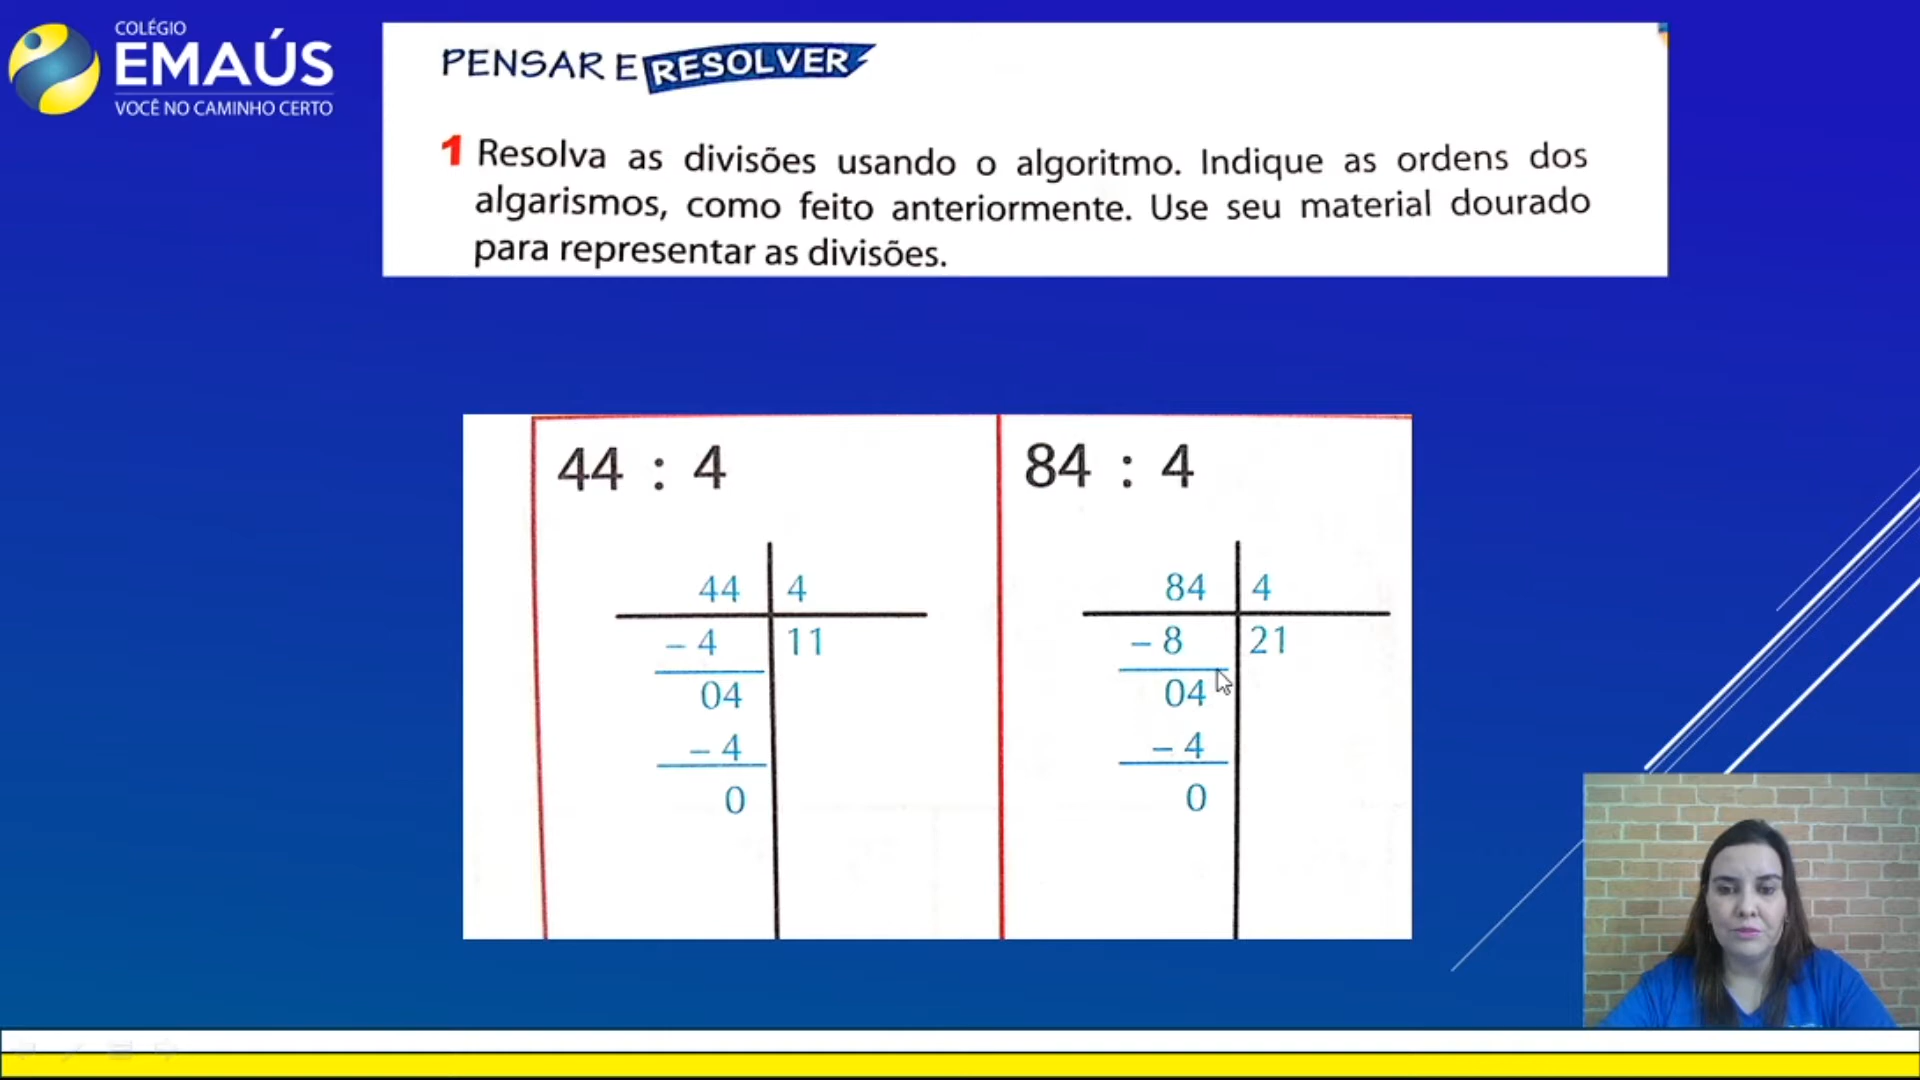 COLÉGIO
EMAÚS
VOCÊ NO CAMINHO CERTO
PENSAR E RESOLVER
1 Resolva as divisões usando o algoritmo. Indique as ordens dos
algarismos, como feito anteriormente. Use seu material dourado
para representar as divisões.
44 : 4
44 4
– 4 11
04
– 4
0
84 : 4
84 4
– 8 21
04
– 4
0